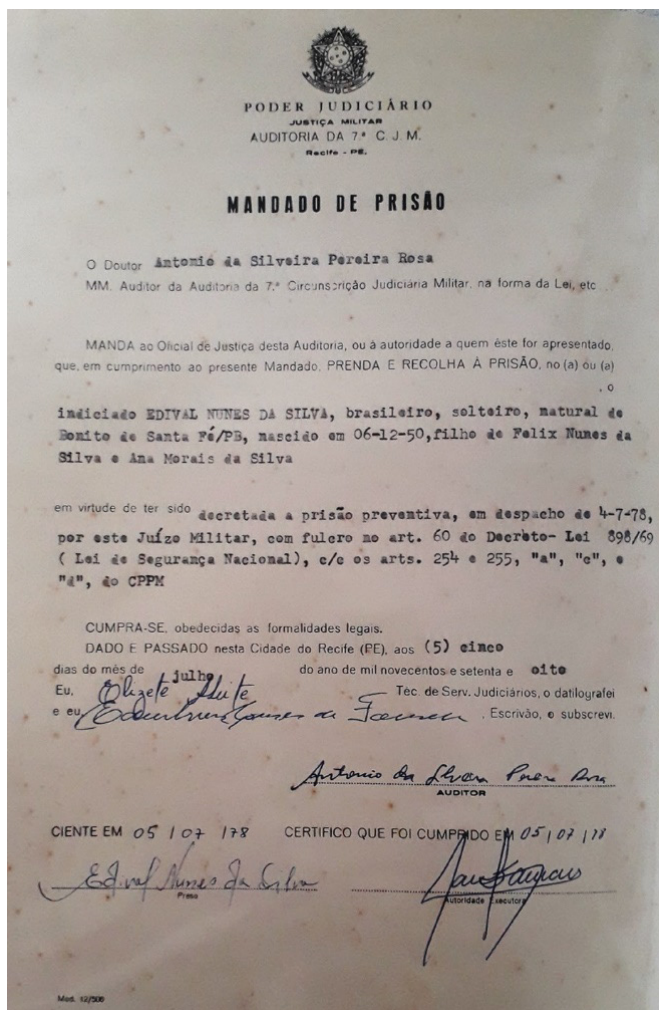 PODER JUDICIÁRIO
JUSTIÇA MILITAR
AUDITORIA DA 7.ª C. J. M.
Recife - PE.
MANDADO DE PRISÃO
O Doutor Antonio da Silveira Pereira Rosa
MM. Auditor da Auditoria da 7.ª Circunscrição Judiciária Militar, na forma da Lei, etc
MANDA ao Oficial de Justiça desta Auditoria, ou à autoridade a quem êste for apresentado,
que, em cumprimento ao presente Mandado, PRENDA E RECOLHA À PRISÃO, no (a) ou (a)
, o
indiciado EDIVAL NUNES DA SILVA, brasileiro, solteiro, natural de
Bonito de Santa Fé/PB, nascido em 06-12-50,filho de Felix Nunes da
Silva e Ana Morais da Silva
em virtude de ter sido decretada a prisão preventiva, em despacho de 4-7-78,
por este Juízo Militar, com fulcro no art. 60 do Decreto- Lei 898/69
( Lei de Segurança Nacional), c/c os arts. 254 e 255, "a", "c", e
"d", do CPPM
CUMPRA-SE, obedecidas as formalidades legais.
DADO E PASSADO nesta Cidade do Recife (PE), aos (5) cinco
dias do mês de julho do ano de mil novecentos e setenta e oito
Eu, Téc. de Serv. Judiciários, o datilografei
e eu, , Escrivão, o subscrevi.
Antonio da Silveira Pereira Rosa
AUDITOR
CIENTE EM 05 / 07 / 78 CERTIFICO QUE FOI CUMPRIDO EM 05 / 07 / 78
Edival Nunes da Silva
Preso Autoridade Executora
Mod. 12/500